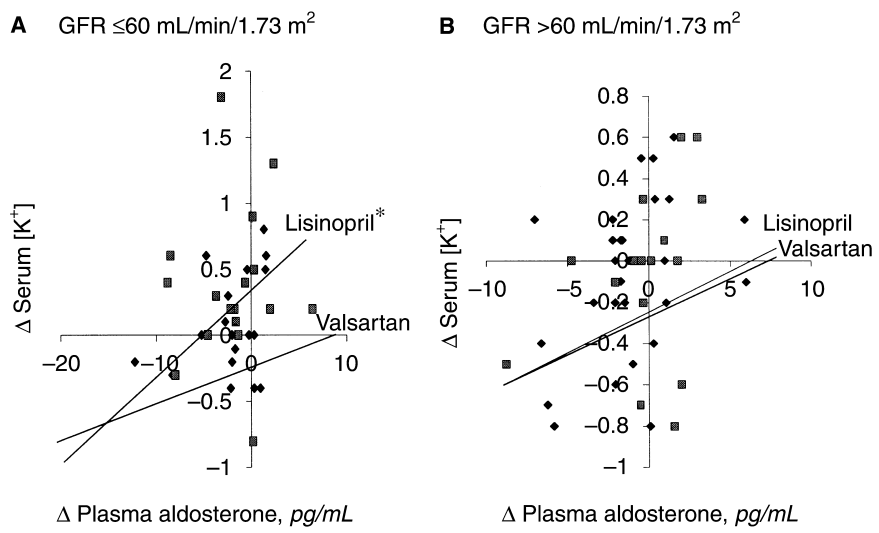 A GFR ≤60 mL/min/1.73 m²
2
1.5
1
0.5
0
−0.5
−1
−20 −10 0 10
Lisinopril*
Valsartan
Δ Serum [K⁺]
Δ Plasma aldosterone, pg/mL
B GFR >60 mL/min/1.73 m²
0.8
0.6
0.4
0.2
0
−0.2
−0.4
−0.6
−0.8
−1
−10 −5 0 5 10
Lisinopril
Valsartan
Δ Serum [K⁺]
Δ Plasma aldosterone, pg/mL